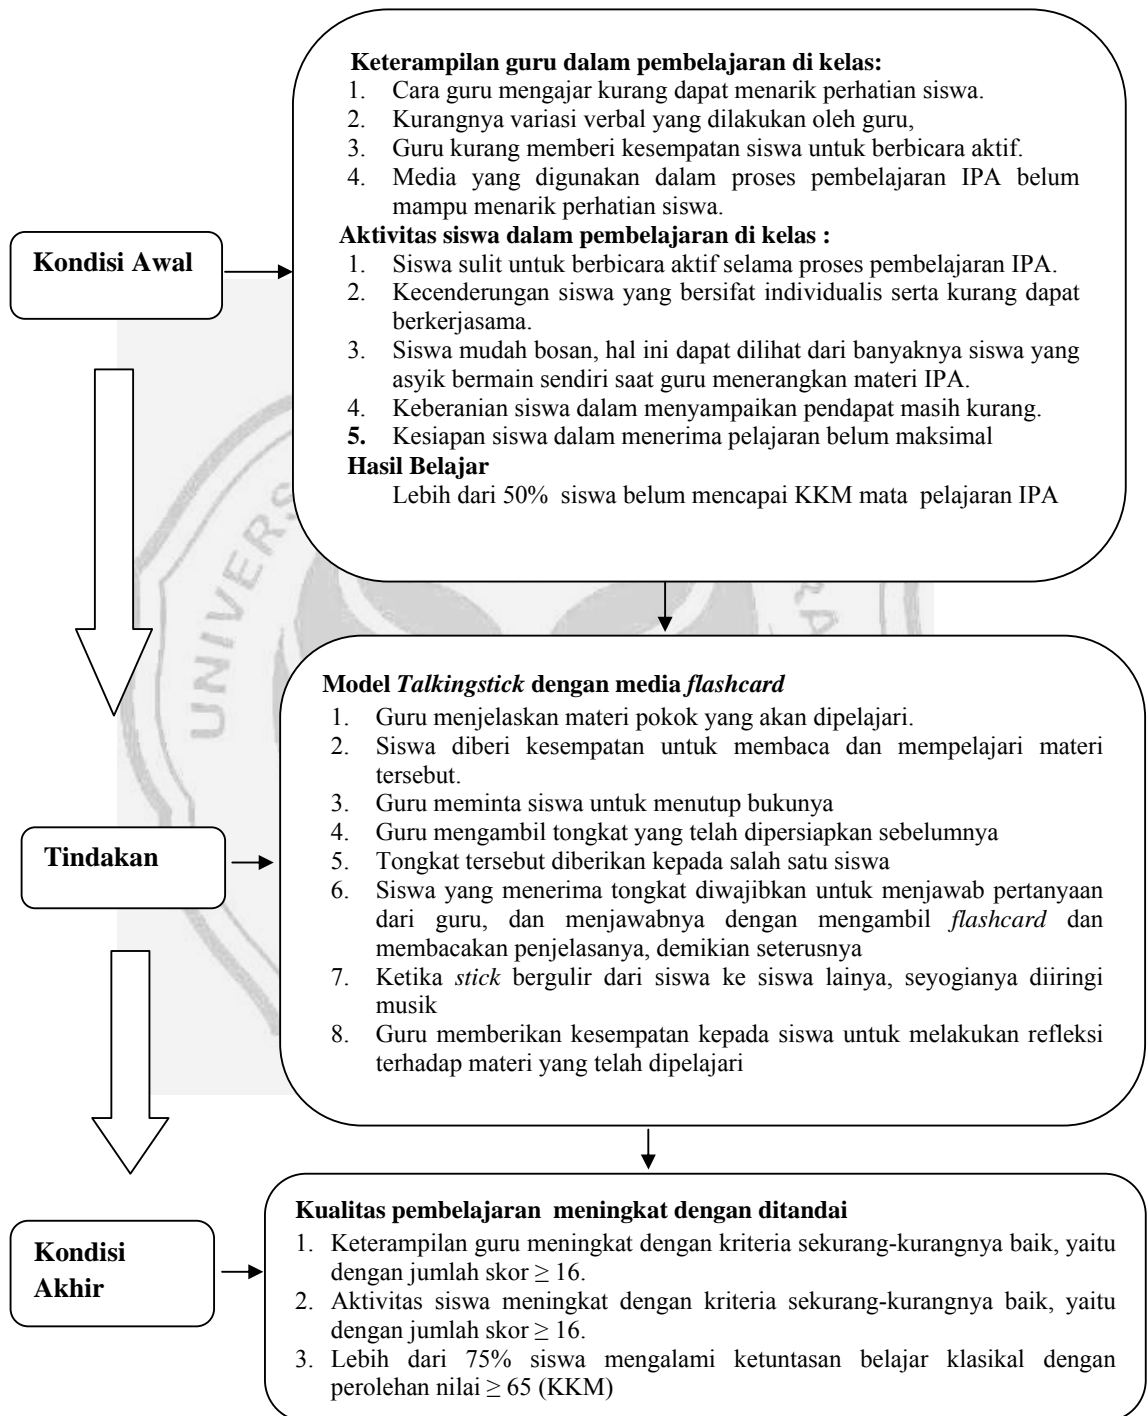 Keterampilan guru dalam pembelajaran di kelas:
1. Cara guru mengajar kurang dapat menarik perhatian siswa.
2. Kurangnya variasi verbal yang dilakukan oleh guru,
3. Guru kurang memberi kesempatan siswa untuk berbicara aktif.
4. Media yang digunakan dalam proses pembelajaran IPA belum
mampu menarik perhatian siswa.
Kondisi Awal
Aktivitas siswa dalam pembelajaran di kelas :
1. Siswa sulit untuk berbicara aktif selama proses pembelajaran IPA.
2. Kecenderungan siswa yang bersifat individualis serta kurang dapat
berkerjasama.
3. Siswa mudah bosan, hal ini dapat dilihat dari banyaknya siswa yang
asyik bermain sendiri saat guru menerangkan materi IPA.
4. Keberanian siswa dalam menyampaikan pendapat masih kurang.
5. Kesiapan siswa dalam menerima pelajaran belum maksimal
Hasil Belajar
Lebih dari 50% siswa belum mencapai KKM mata pelajaran IPA
Model Talkingstick dengan media flashcard
1. Guru menjelaskan materi pokok yang akan dipelajari.
2. Siswa diberi kesempatan untuk membaca dan mempelajari materi
tersebut.
3. Guru meminta siswa untuk menutup bukunya
4. Guru mengambil tongkat yang telah dipersiapkan sebelumnya
Tindakan
5. Tongkat tersebut diberikan kepada salah satu siswa
6. Siswa yang menerima tongkat diwajibkan untuk menjawab pertanyaan
dari guru, dan menjawabnya dengan mengambil flashcard dan
membacakan penjelasanya, demikian seterusnya
7. Ketika stick bergulir dari siswa ke siswa lainya, seyogianya diiringi
musik
8. Guru memberikan kesempatan kepada siswa untuk melakukan refleksi
terhadap materi yang telah dipelajari
Kualitas pembelajaran meningkat dengan ditandai
Kondisi
Akhir
1. Keterampilan guru meningkat dengan kriteria sekurang-kurangnya baik, yaitu
dengan jumlah skor ≥ 16.
2. Aktivitas siswa meningkat dengan kriteria sekurang-kurangnya baik, yaitu
dengan jumlah skor ≥ 16.
3. Lebih dari 75% siswa mengalami ketuntasan belajar klasikal dengan
perolehan nilai ≥ 65 (KKM)